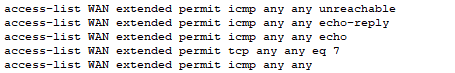 access-list WAN extended permit icmp any any unreachable
access-list WAN extended permit icmp any any echo-reply
access-list WAN extended permit icmp any any echo
access-list WAN extended permit tcp any any eq 7
access-list WAN extended permit icmp any any